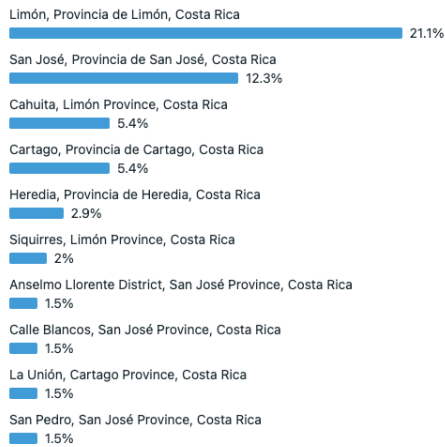 Limón, Provincia de Limón, Costa Rica
21.1%
San José, Provincia de San José, Costa Rica
12.3%
Cahuita, Limón Province, Costa Rica
5.4%
Cartago, Provincia de Cartago, Costa Rica
5.4%
Heredia, Provincia de Heredia, Costa Rica
2.9%
Siquirres, Limón Province, Costa Rica
2%
Anselmo Llorente District, San José Province, Costa Rica
1.5%
Calle Blancos, San José Province, Costa Rica
1.5%
La Unión, Cartago Province, Costa Rica
1.5%
San Pedro, San José Province, Costa Rica
1.5%